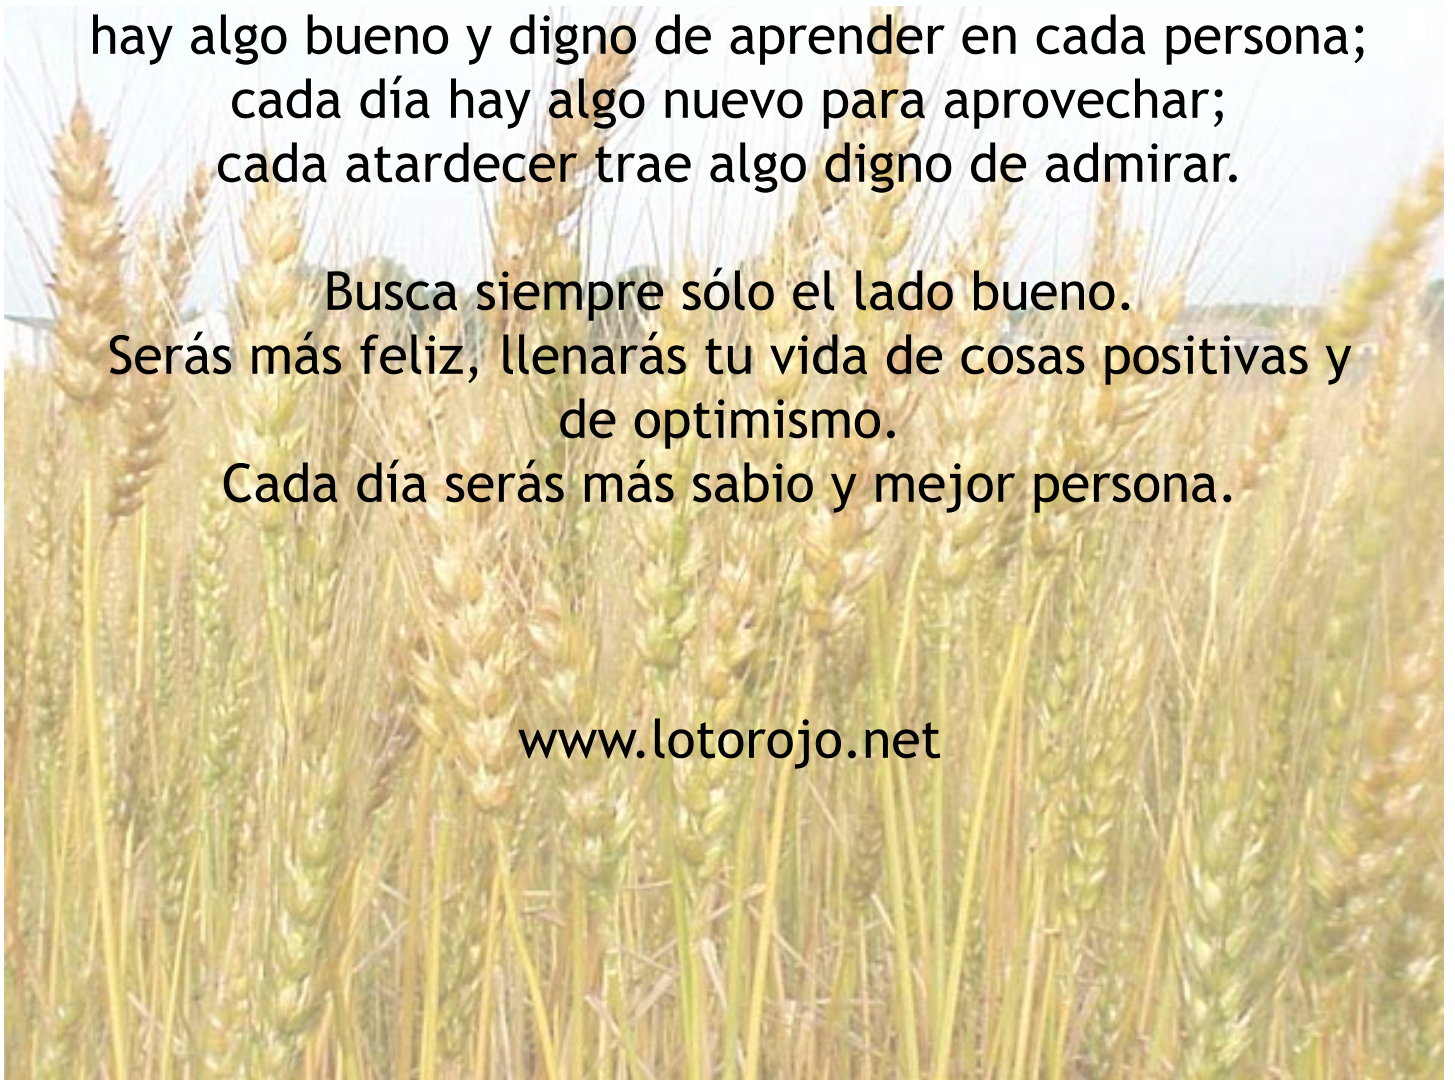 hay algo bueno y digno de aprender en cada persona;
cada día hay algo nuevo para aprovechar;
cada atardecer trae algo digno de admirar.
Busca siempre sólo el lado bueno.
Serás más feliz, llenarás tu vida de cosas positivas y
de optimismo.
Cada día serás más sabio y mejor persona.
www.lotorojo.net